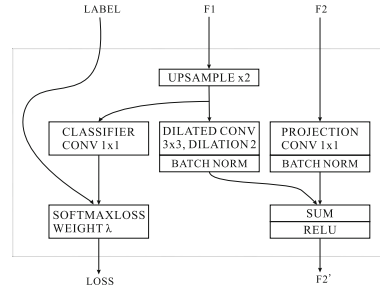 LABEL F1 F2
UPSAMPLE x2
CLASSIFIER
CONV 1x1
DILATED CONV
3x3, DILATION 2
BATCH NORM
PROJECTION
CONV 1x1
BATCH NORM
SOFTMAXLOSS
WEIGHT λ
SUM
RELU
LOSS F2'